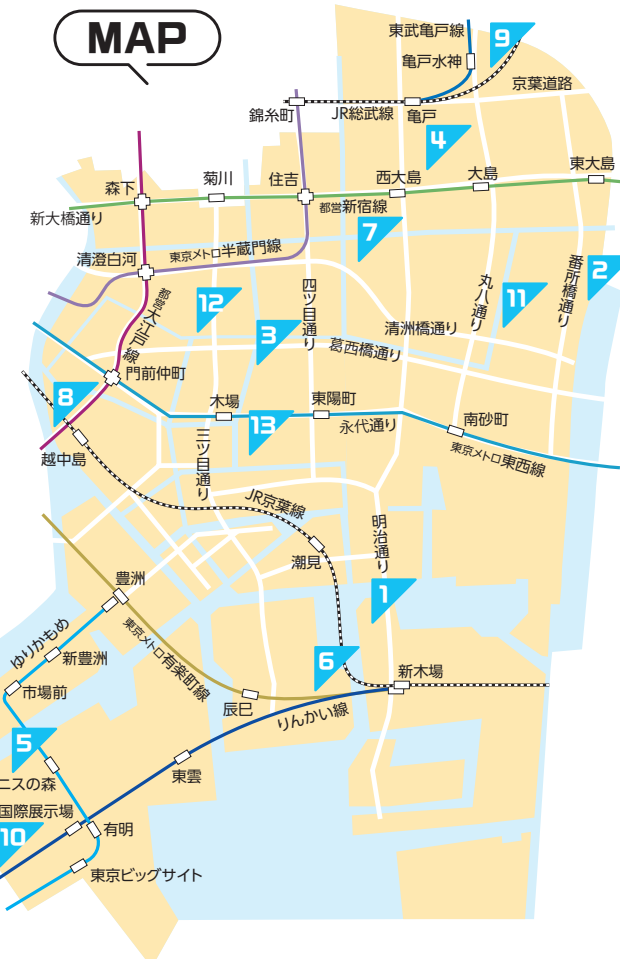 MAP
東武亀戸線
9
亀戸水神
京葉道路
錦糸町
JR総武線
亀戸
4
森下
菊川
住吉
西大島
大島
東大島
新大橋通り
都営新宿線
7
清澄白河
東京メトロ半蔵門線
2
都営大江戸線
12
四ツ目通り
丸八通り
11
番所橋通り
3
清洲橋通り
葛西橋通り
門前仲町
8
木場
13
東陽町
永代通り
南砂町
東京メトロ東西線
越中島
三ツ目通り
JR京葉線
明治通り
潮見
豊洲
1
ゆりかもめ
新豊洲
東京メトロ有楽町線
6
新木場
市場前
辰巳
りんかい線
5
東雲
ニスの森
国際展示場
10
有明
東京ビッグサイト